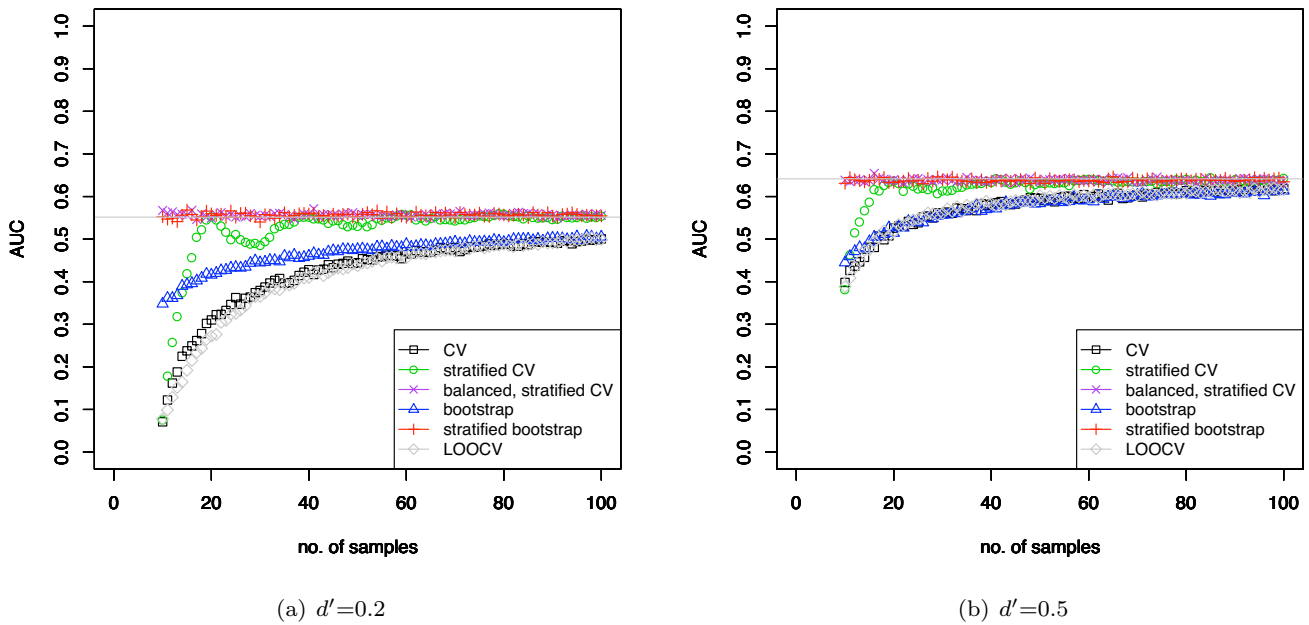 1.0
0.9
0.8
0.7
0.6
0.5
0.4
0.3
0.2
0.1
0.0
AUC
0 20 40 60 80 100
no. of samples
CV
stratified CV
balanced, stratified CV
bootstrap
stratified bootstrap
LOOCV
(a) d′=0.2
1.0
0.9
0.8
0.7
0.6
0.5
0.4
0.3
0.2
0.1
0.0
AUC
0 20 40 60 80 100
no. of samples
CV
stratified CV
balanced, stratified CV
bootstrap
stratified bootstrap
LOOCV
(b) d′=0.5